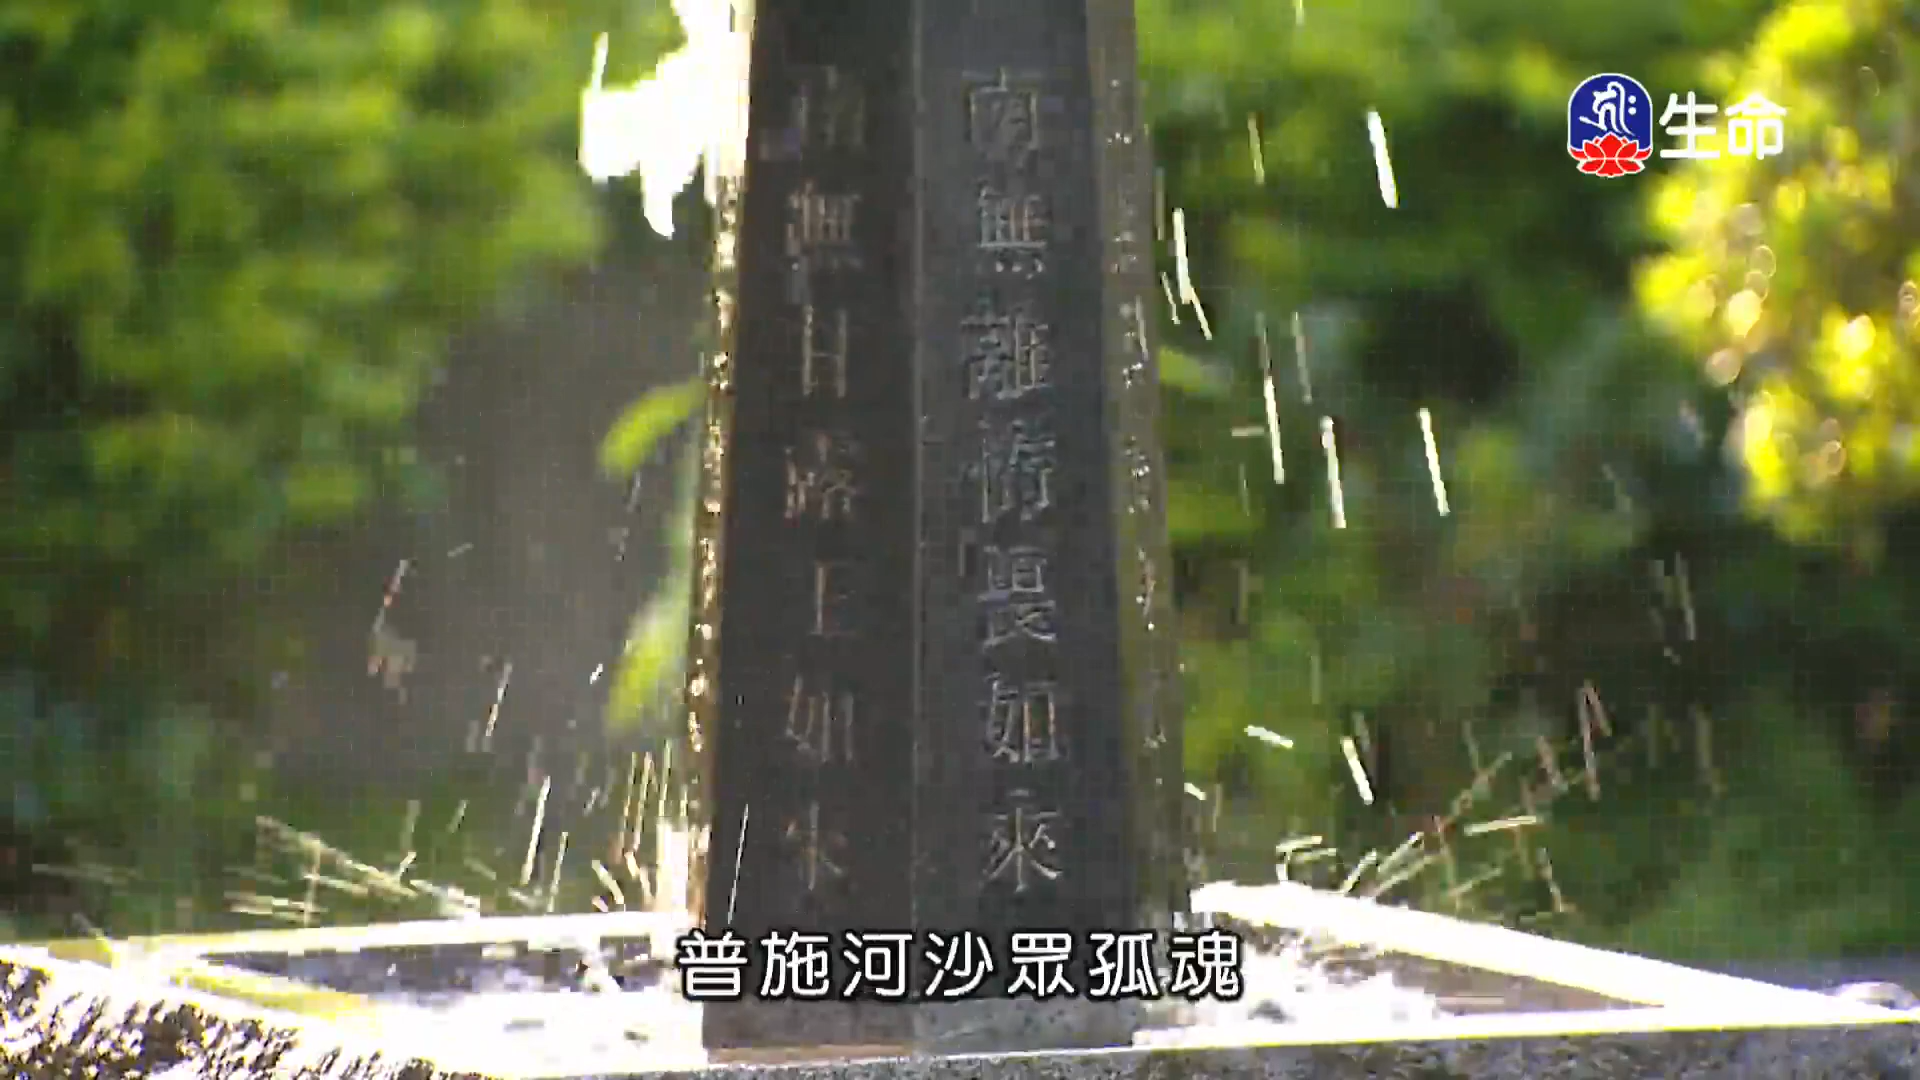 生命
南無離怖畏如來
南無甘露王如來
普施河沙眾孤魂